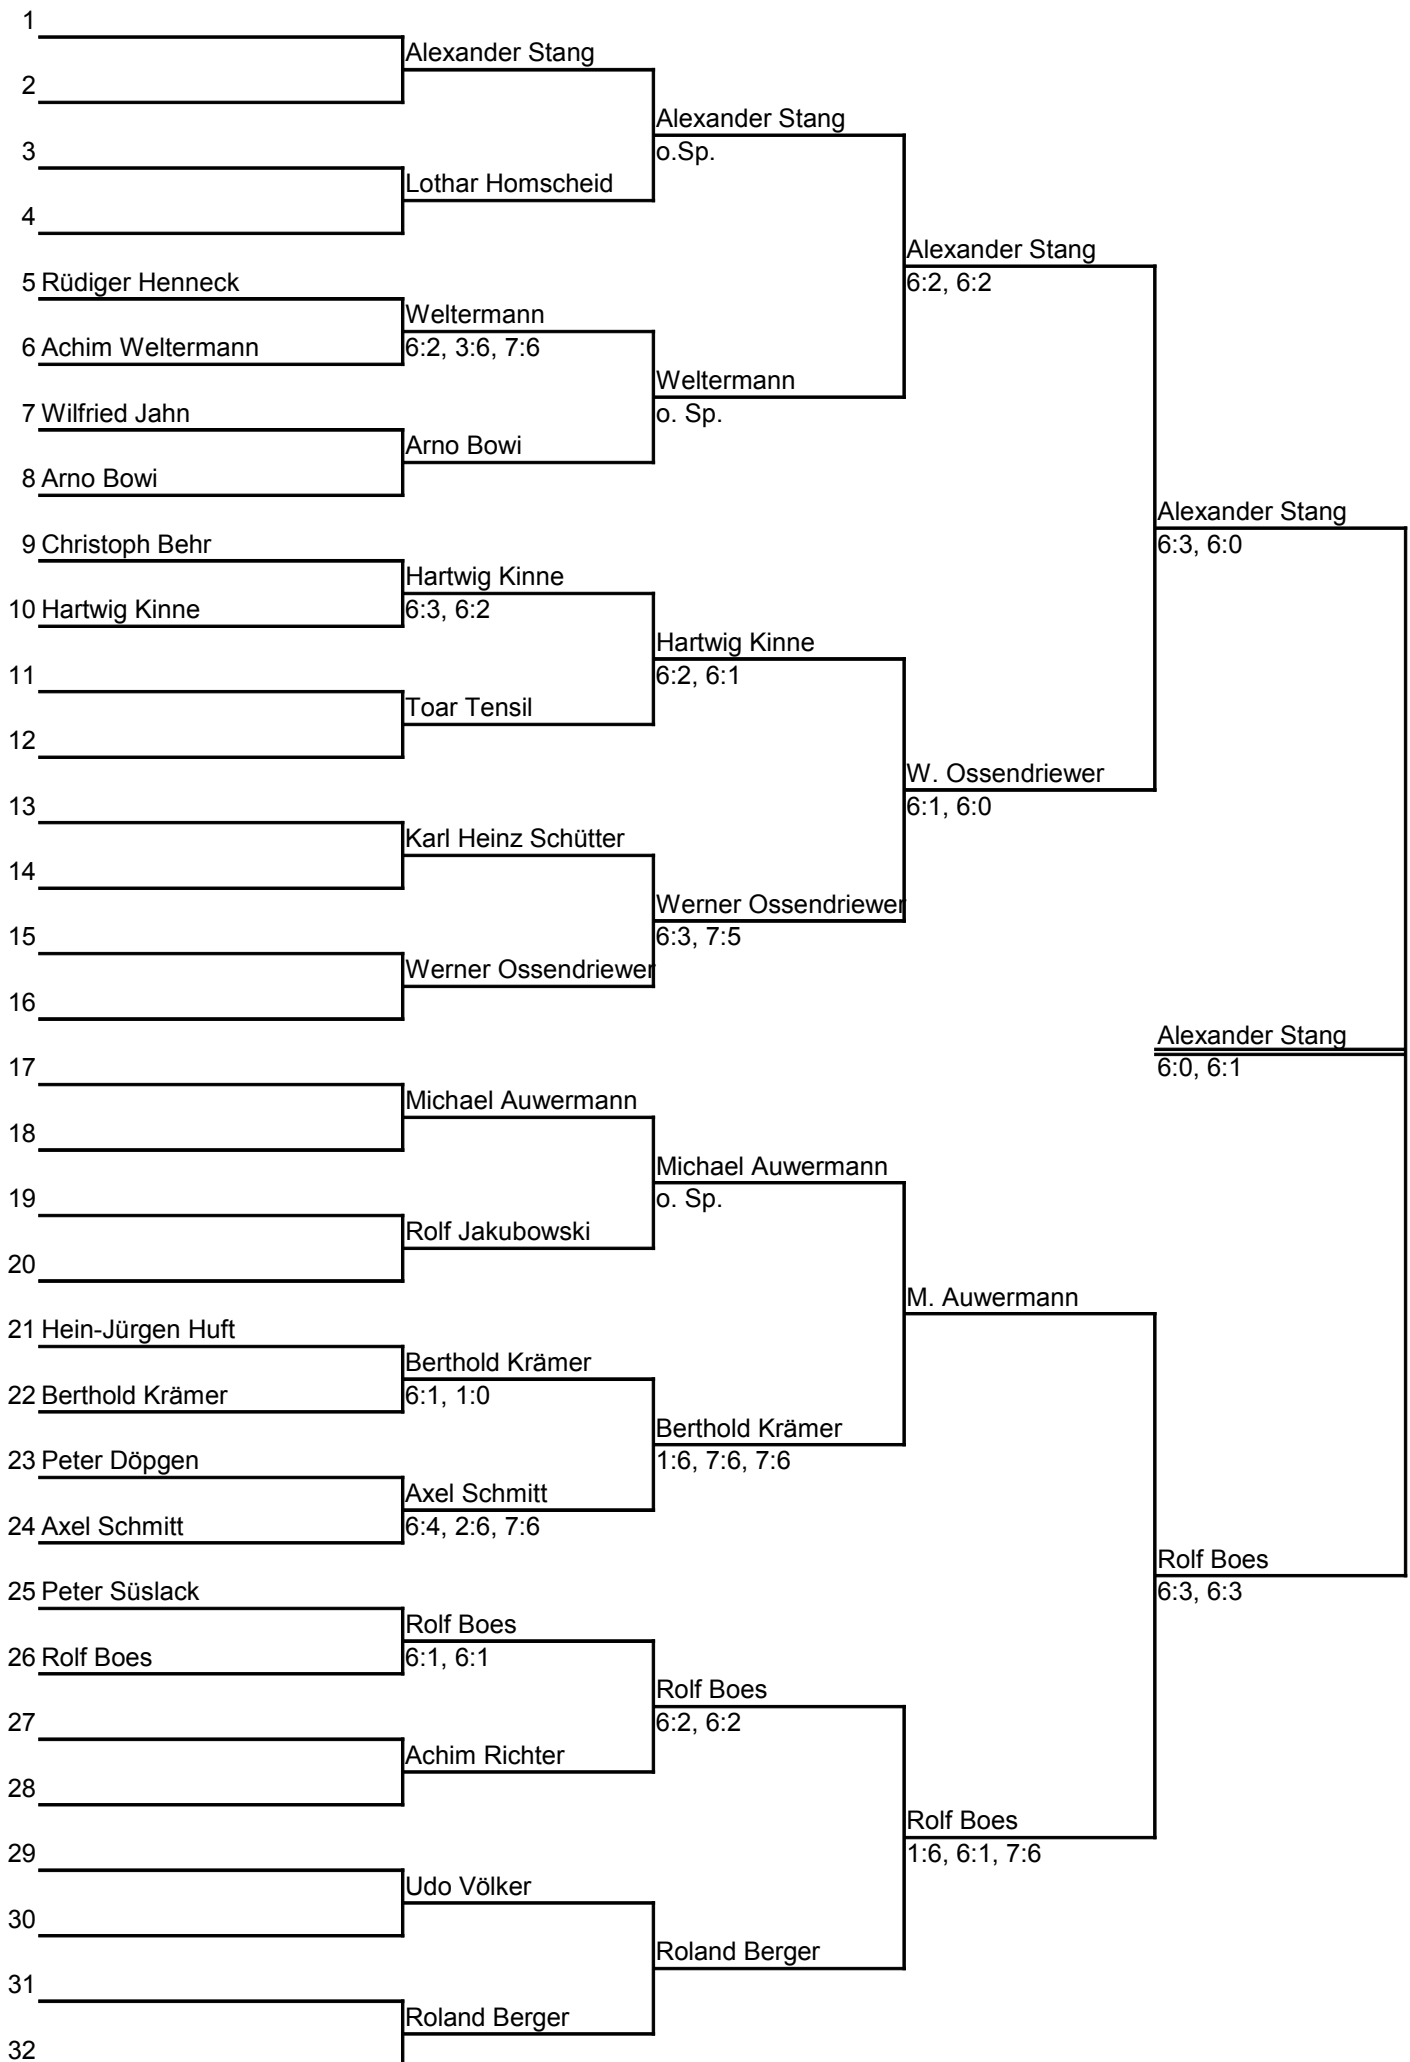 1
Alexander Stang
2
Alexander Stang
3
o.Sp.
Lothar Homscheid
4
Alexander Stang
5 Rüdiger Henneck
6:2, 6:2
Weltermann
6 Achim Weltermann
6:2, 3:6, 7:6
Weltermann
7 Wilfried Jahn
o. Sp.
Arno Bowi
8 Arno Bowi
Alexander Stang
9 Christoph Behr
6:3, 6:0
Hartwig Kinne
10 Hartwig Kinne
6:3, 6:2
Hartwig Kinne
11
6:2, 6:1
Toar Tensil
12
W. Ossendriewer
13
6:1, 6:0
Karl Heinz Schütter
14
Werner Ossendriewer
15
6:3, 7:5
Werner Ossendriewer
16
Alexander Stang
17
6:0, 6:1
Michael Auwermann
18
Michael Auwermann
19
o. Sp.
Rolf Jakubowski
20
M. Auwermann
21 Hein-Jürgen Huft
Berthold Krämer
22 Berthold Krämer
6:1, 1:0
Berthold Krämer
23 Peter Döpgen
1:6, 7:6, 7:6
Axel Schmitt
24 Axel Schmitt
6:4, 2:6, 7:6
Rolf Boes
25 Peter Süslack
6:3, 6:3
Rolf Boes
26 Rolf Boes
6:1, 6:1
Rolf Boes
27
6:2, 6:2
Achim Richter
28
Rolf Boes
29
1:6, 6:1, 7:6
Udo Völker
30
Roland Berger
31
Roland Berger
32